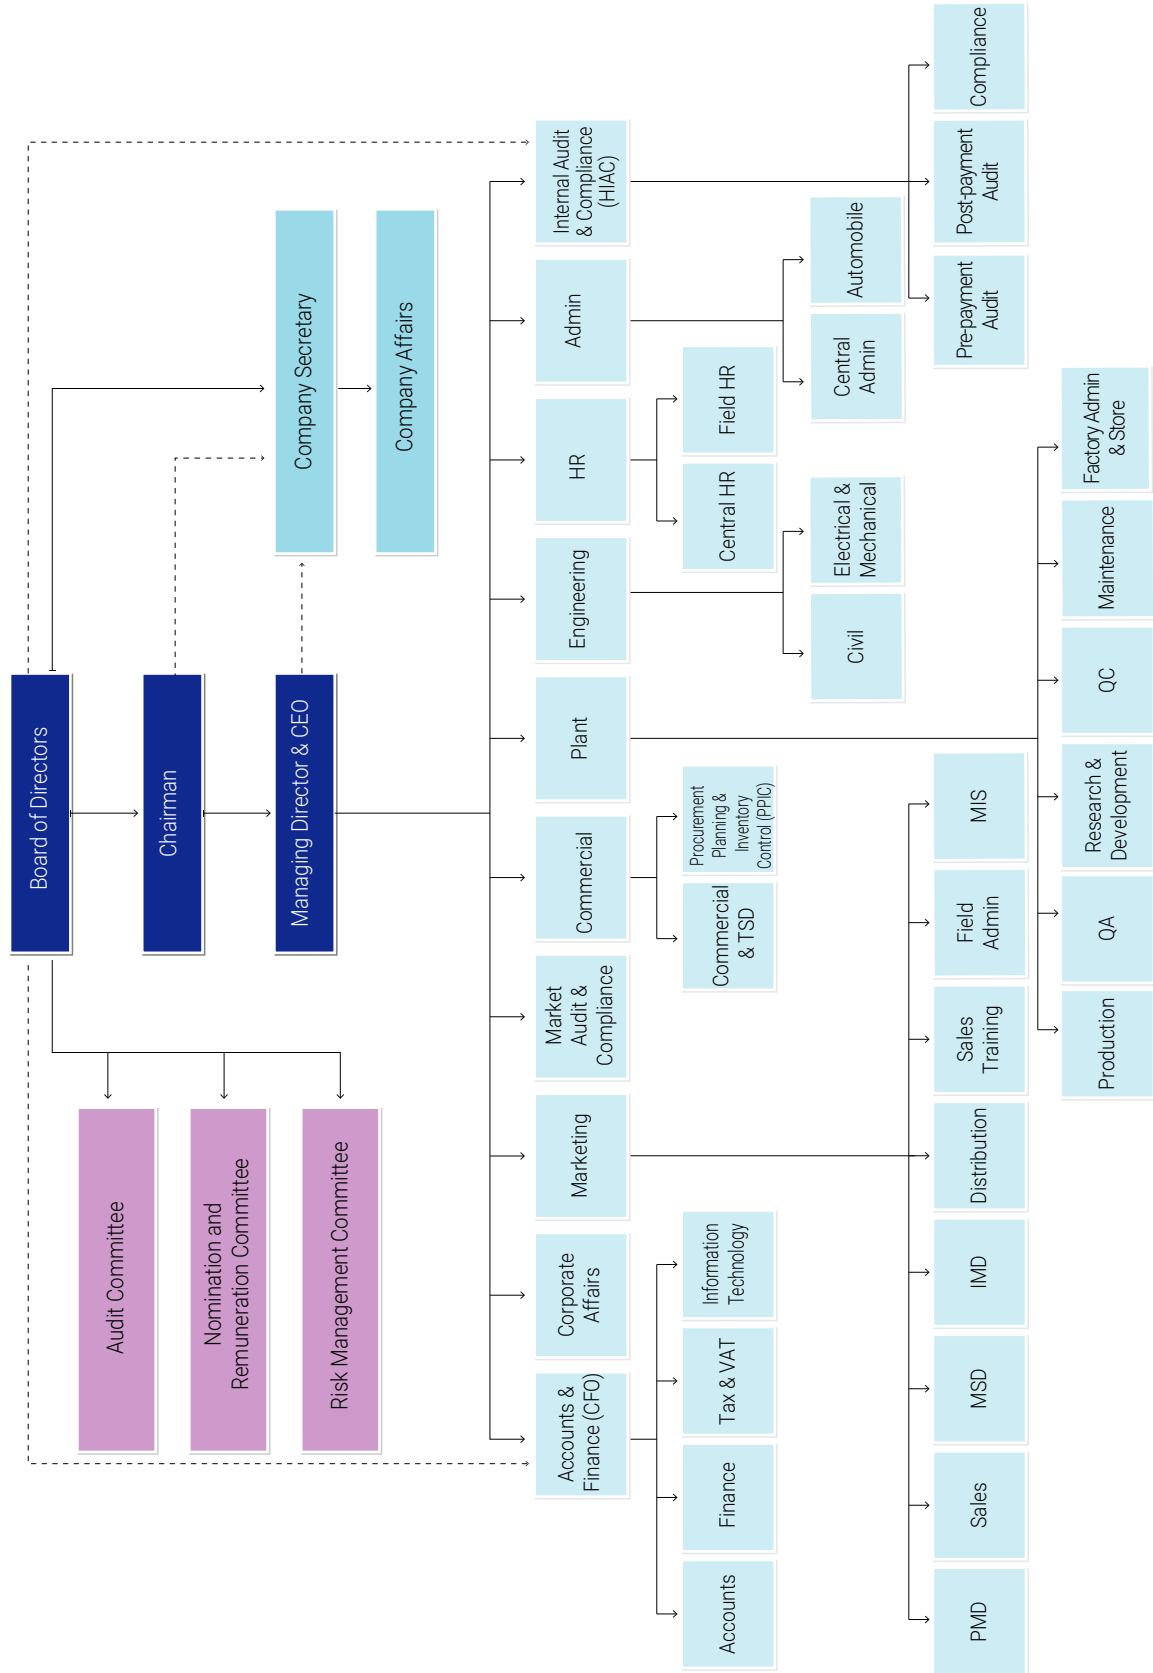 Board of Directors
Chairman
Managing Director & CEO
Audit Committee
Nomination and
Remuneration Committee
Risk Management Committee
Company Secretary
Company Affairs
Accounts &
Finance (CFO)
Corporate
Affairs
Marketing
Market
Audit &
Compliance
Commercial
Plant
Engineering
HR
Admin
Internal Audit
& Compliance
(HIAC)
Accounts
Finance
Tax & VAT
Information
Technology
Commercial
& TSD
Procurement
Planning &
Inventory
Control (PPIC)
Central HR
Field HR
Civil
Electrical &
Mechanical
Central
Admin
Automobile
PMD
Sales
MSD
IMD
Distribution
Sales
Training
Field
Admin
MIS
Pre-payment
Audit
Post-payment
Audit
Compliance
Production
QA
Research &
Development
QC
Maintenance
Factory Admin
& Store